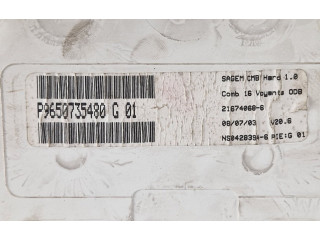 SAGEM CMB Hard 1.0
Comb 16 Voyants ODB
P9650735480 G 01
21674068-6
08/07/03 - V20.6
NS0428394-6 PIE:G 01